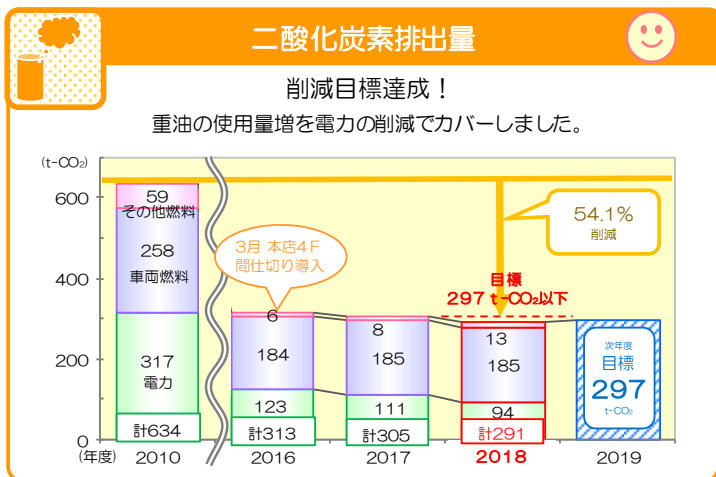 二酸化炭素排出量
削減目標達成！
重油の使用量増を電力の削減でカバーしました。
(t-CO₂)
600
400
200
0
(年度)
59
その他燃料
258
車両燃料
317
電力
計634
2010
3月 本店4F
間仕切り導入
6
184
123
計313
2016
8
185
111
計305
2017
目標
297 t-CO₂以下
13
185
94
計291
2018
54.1%
削減
次年度
目標
297
t-CO₂
2019